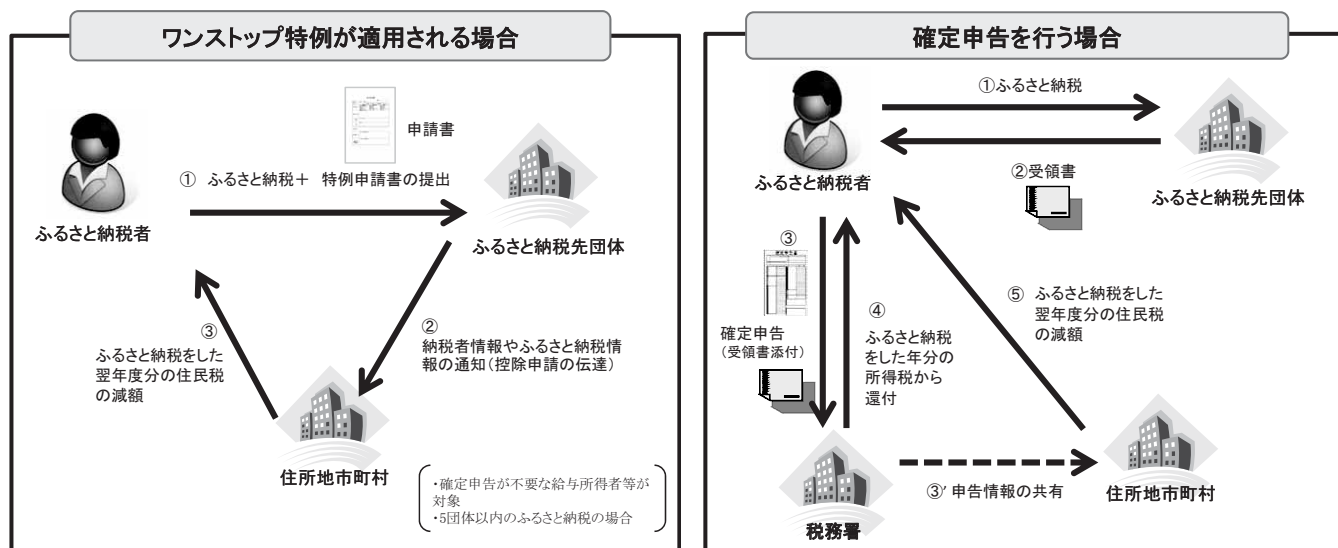 ワンストップ特例が適用される場合
申請書
① ふるさと納税＋ 特例申請書の提出
ふるさと納税者
ふるさと納税先団体
②
納税者情報やふるさと納税情
報の通知（控除申請の伝達）
③
ふるさと納税をした
翌年度分の住民税
の減額
住所地市町村
・確定申告が不要な給与所得者等が
対象
・5団体以内のふるさと納税の場合
確定申告を行う場合
①ふるさと納税
ふるさと納税者
②受領書
ふるさと納税先団体
③
確定申告
（受領書添付）
④
ふるさと納税
をした年分の
所得税から
還付
⑤ ふるさと納税をした
翌年度分の住民税
の減額
税務署
③’ 申告情報の共有
住所地市町村